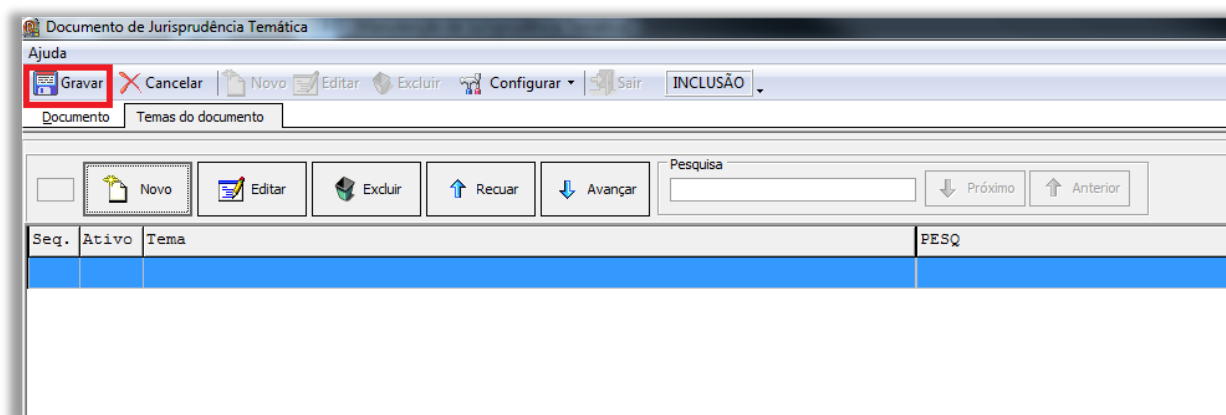 Documento de Jurisprudência Temática
Ajuda
Gravar Cancelar Novo Editar Excluir Configurar Sair INCLUSÃO
Documento Temas do documento
Pesquisa
Novo Editar Excluir Recuar Avançar Próximo Anterior
Seq. Ativo Tema PESQ